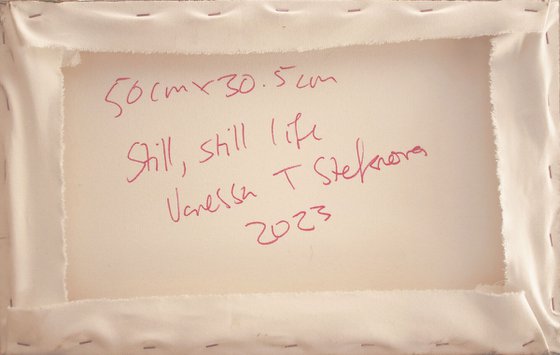 50cm x 30.5cm
Still, still life
Vanessa T Stefanova
2023